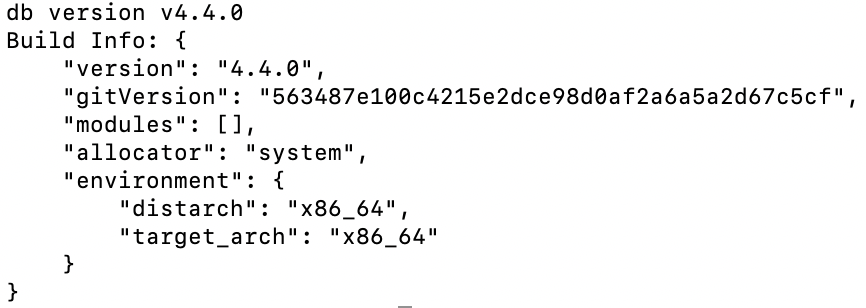 db version v4.4.0
Build Info: {
    "version": "4.4.0",
    "gitVersion": "563487e100c4215e2dce98d0af2a6a5a2d67c5cf",
    "modules": [],
    "allocator": "system",
    "environment": {
        "distarch": "x86_64",
        "target_arch": "x86_64"
    }
}